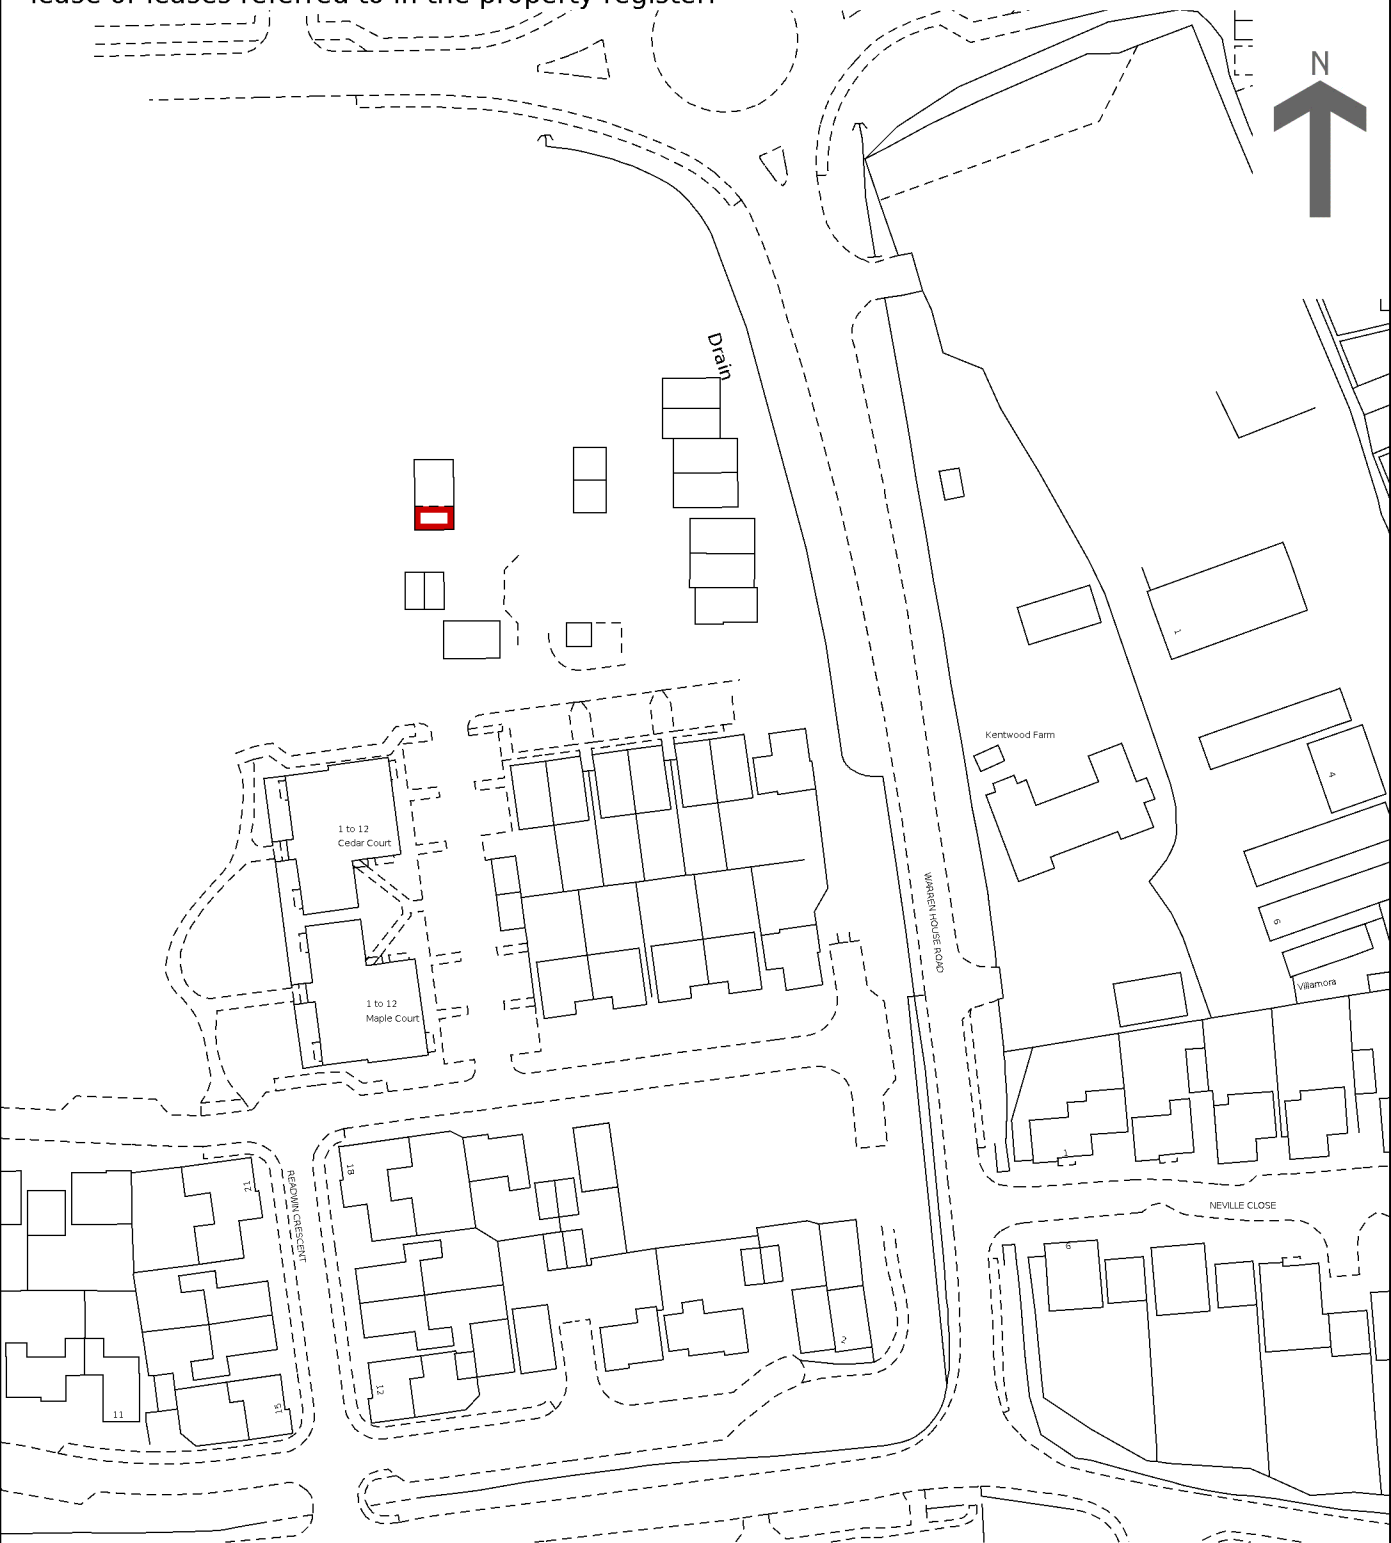 lease or leases referred to in the property register.
N
Drain
1
Kentwood Farm
4
1 to 12
Cedar Court
WARREN HOUSE ROAD
6
Villamora
1 to 12
Maple Court
1
18
21
READWIN CRESCENT
NEVILLE CLOSE
6
2
12
15
11